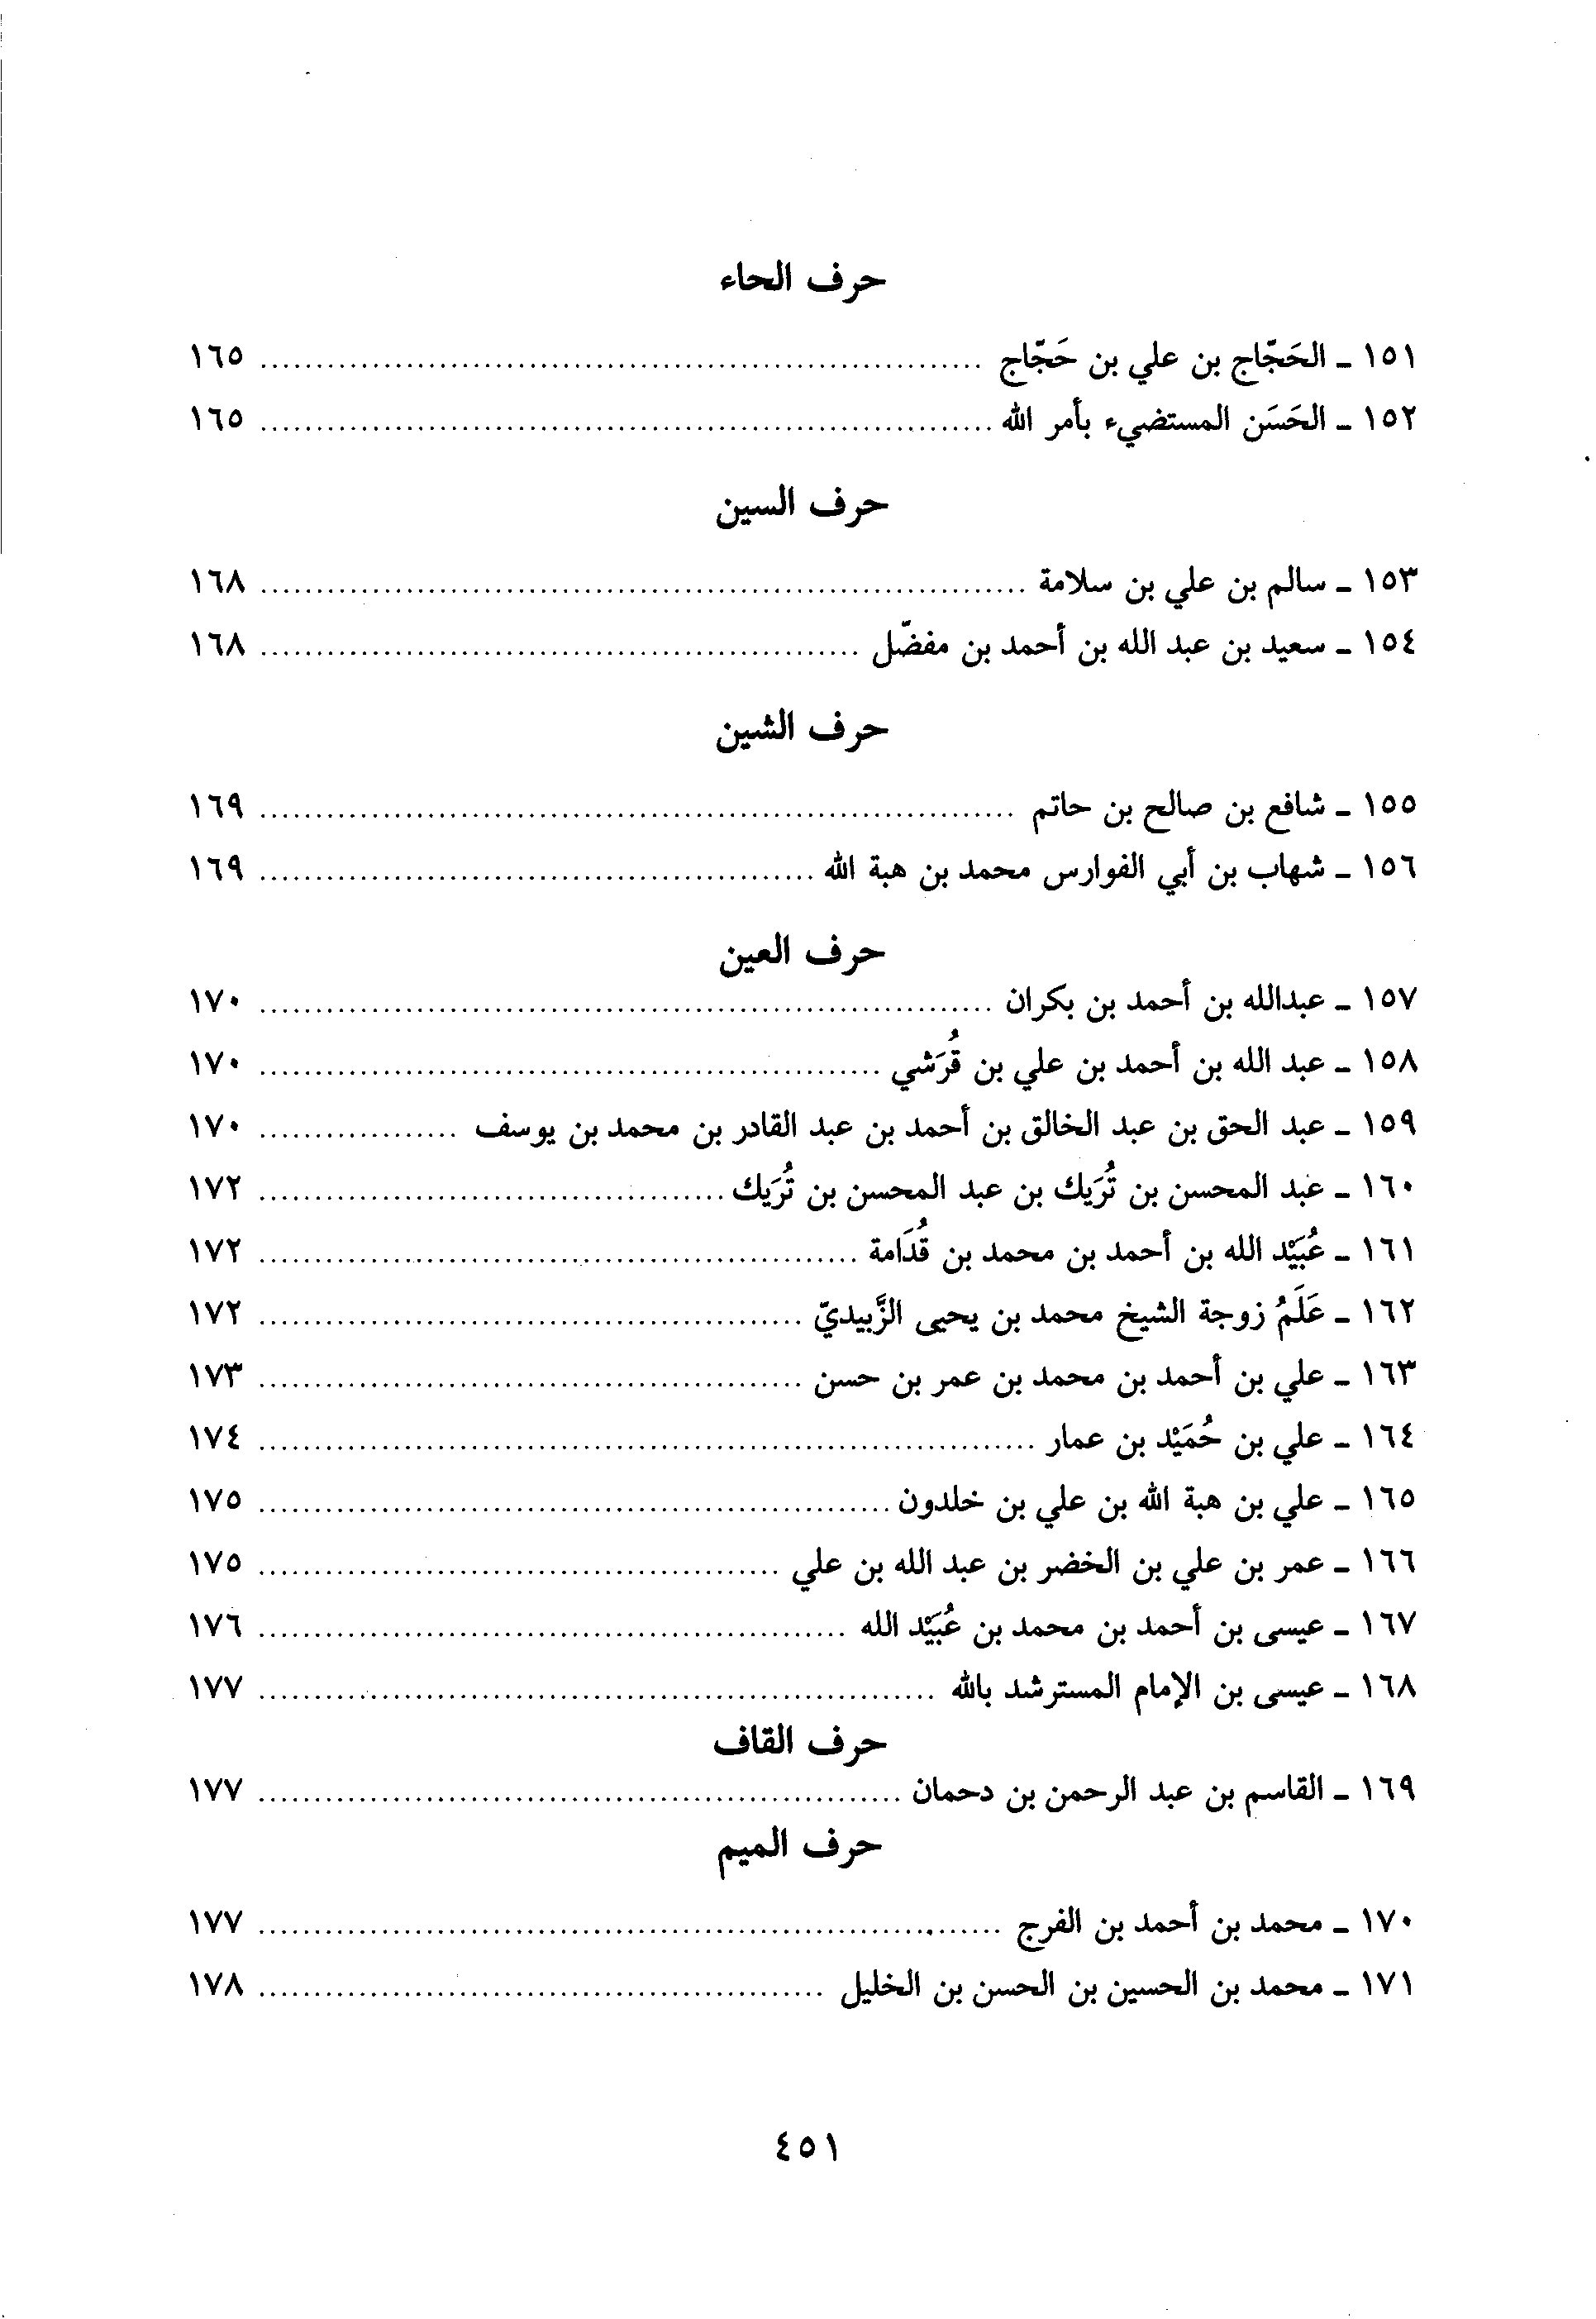 حرف الحاء
١٥١ ـ الحَجّاج بن علي بن حَجّاج ................ ١٦٥
١٥٢ ـ الحَسَن المستضيء بأمر الله ................ ١٦٥
حرف السين
١٥٣ ـ سالم بن علي بن سلامة ................ ١٦٨
١٥٤ ـ سعيد بن عبد الله بن أحمد بن مفضّل ................ ١٦٨
حرف الشين
١٥٥ ـ شافع بن صالح بن حاتم ................ ١٦٩
١٥٦ ـ شهاب بن أبي الفوارس محمد بن هبة الله ................ ١٦٩
حرف العين
١٥٧ ـ عبدالله بن أحمد بن بكران ................ ١٧٠
١٥٨ ـ عبد الله بن أحمد بن علي بن قُرَشي ................ ١٧٠
١٥٩ ـ عبد الحق بن عبد الخالق بن أحمد بن عبد القادر بن محمد بن يوسف ................ ١٧٠
١٦٠ ـ عبد المحسن بن تُرَيك بن عبد المحسن بن تُرَيك ................ ١٧٢
١٦١ ـ عُبَيْد الله بن أحمد بن محمد بن قُدَامة ................ ١٧٢
١٦٢ ـ عَلَمُ زوجة الشيخ محمد بن يحيى الزَّبيديّ ................ ١٧٢
١٦٣ ـ علي بن أحمد بن محمد بن عمر بن حسن ................ ١٧٣
١٦٤ ـ علي بن حُمَيْد بن عمار ................ ١٧٤
١٦٥ ـ علي بن هبة الله بن علي بن خلدون ................ ١٧٥
١٦٦ ـ عمر بن علي بن الخضر بن عبد الله بن علي ................ ١٧٥
١٦٧ ـ عيسى بن أحمد بن محمد بن عُبَيْد الله ................ ١٧٦
١٦٨ ـ عيسى بن الإمام المسترشد بالله ................ ١٧٧
حرف القاف
١٦٩ ـ القاسم بن عبد الرحمن بن دحمان ................ ١٧٧
حرف الميم
١٧٠ ـ محمد بن أحمد بن الفرج ................ ١٧٧
١٧١ ـ محمد بن الحسين بن الحسن بن الخليل ................ ١٧٨
٤٥١